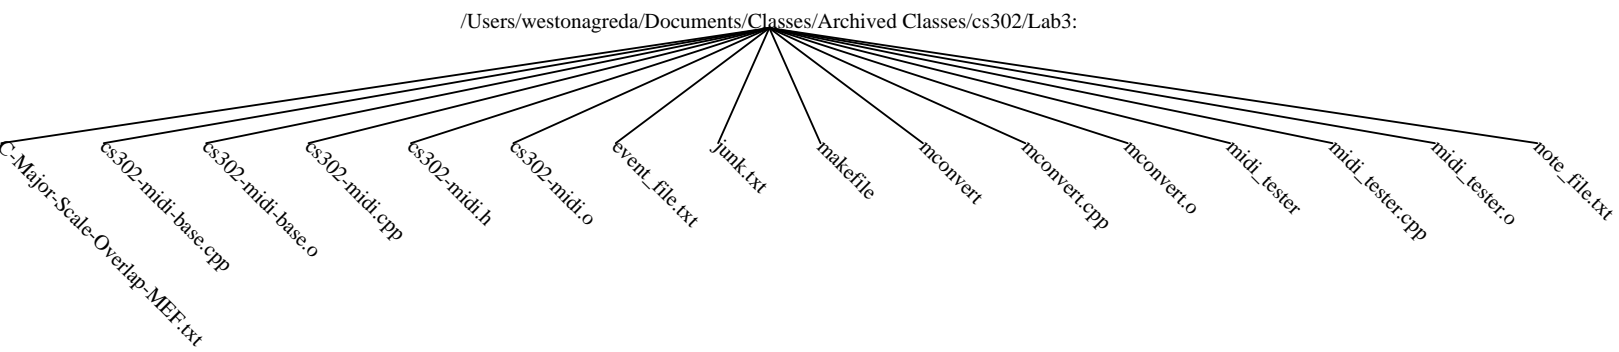 /Users/westonagreda/Documents/Classes/Archived Classes/cs302/Lab3:
C-Major-Scale-Overlap-MEF.txt
cs302-midi-base.cpp
cs302-midi-base.o
cs302-midi.cpp
cs302-midi.h
cs302-midi.o
event_file.txt
junk.txt
makefile
mconvert
mconvert.cpp
mconvert.o
midi_tester
midi_tester.cpp
midi_tester.o
note_file.txt